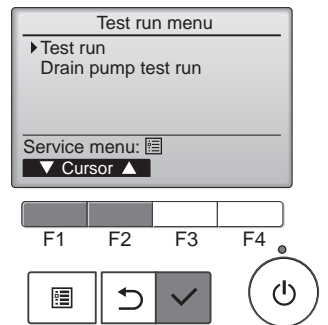 Test run menu
Test run
Drain pump test run
Service menu:
Cursor
F1 F2 F3 F4